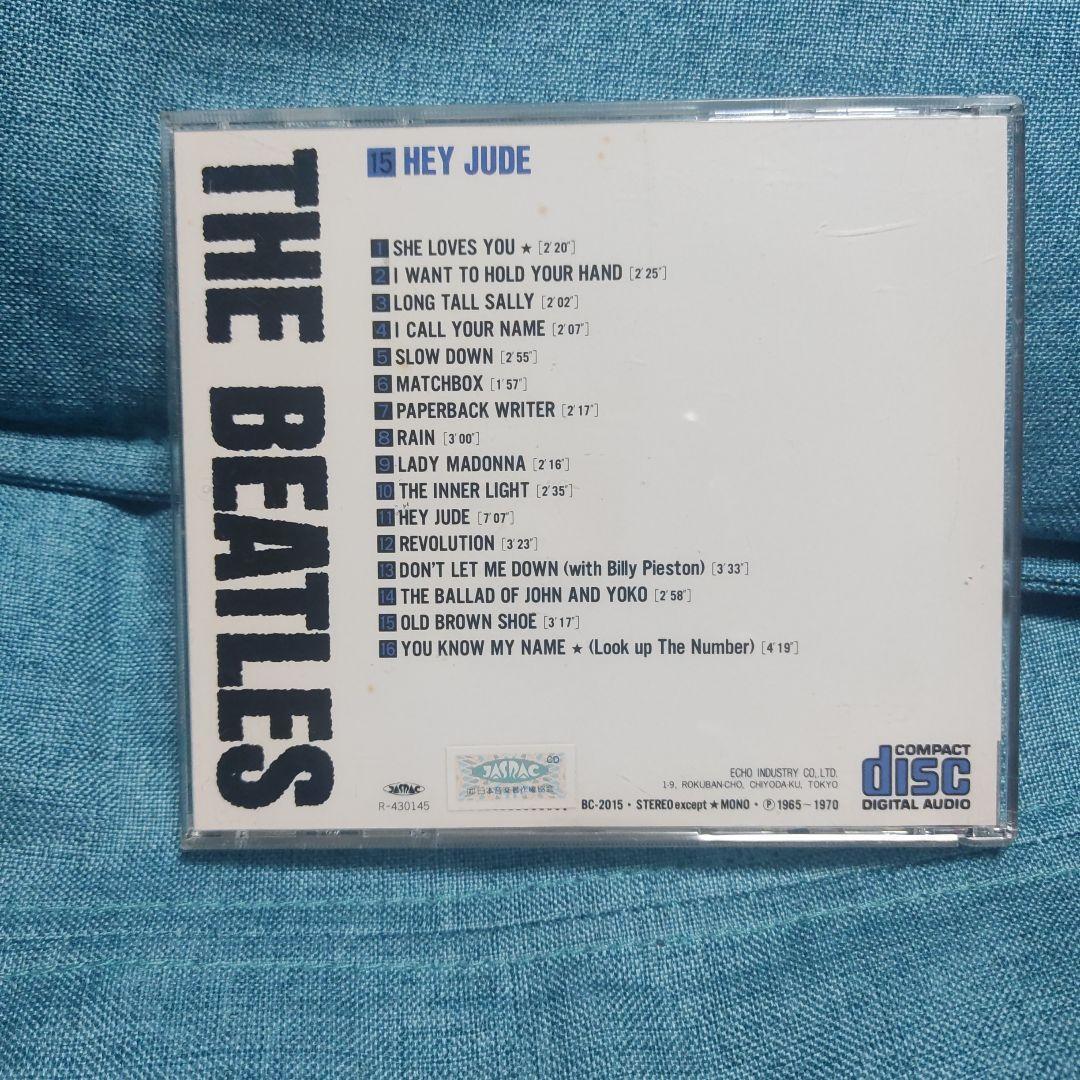 THE BEATLES
15 HEY JUDE
1 SHE LOVES YOU ★ [2'20"]
2 I WANT TO HOLD YOUR HAND [2'25"]
3 LONG TALL SALLY [2'02"]
4 I CALL YOUR NAME [2'07"]
5 SLOW DOWN [2'55"]
6 MATCHBOX [1'57"]
7 PAPERBACK WRITER [2'17"]
8 RAIN [3'00"]
9 LADY MADONNA [2'16"]
10 THE INNER LIGHT [2'35"]
11 HEY JUDE [7'07"]
12 REVOLUTION [3'23"]
13 DON'T LET ME DOWN (with Billy Pieston) [3'33"]
14 THE BALLAD OF JOHN AND YOKO [2'58"]
15 OLD BROWN SHOE [3'17"]
16 YOU KNOW MY NAME ★ (Look up The Number) [4'19"]
JASRAC
R-430145
CD
JASRAC
ECHO INDUSTRY CO., LTD.
1-9, ROKUBAN-CHO, CHIYODA-KU, TOKYO
BC-2015・STEREO except ★ MONO・Ⓟ 1965~1970
COMPACT
disc
DIGITAL AUDIO